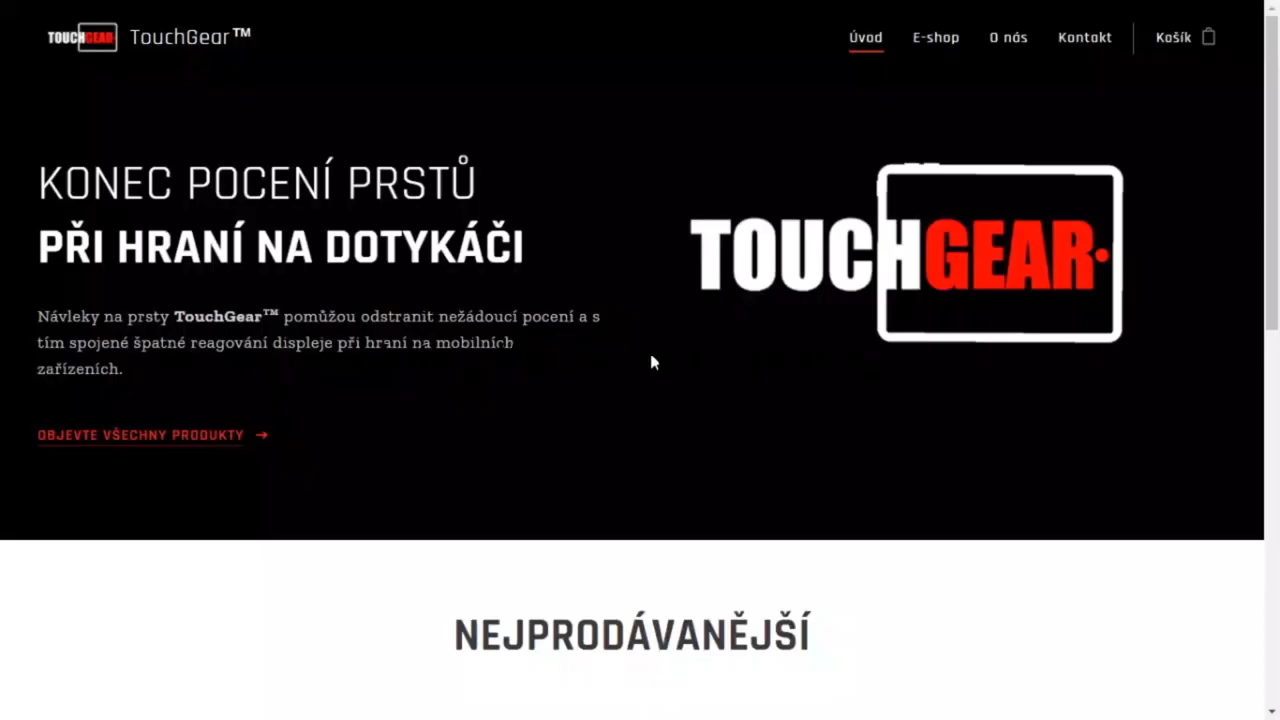 TOUCHGEAR TouchGear™
Úvod E-shop O nás Kontakt Košík
KONEC POCENÍ PRSTŮ
PŘI HRANÍ NA DOTYKÁČI
TOUCHGEAR
Návleky na prsty TouchGear™ pomůžou odstranit nežádoucí pocení a s
tím spojené špatné reagování displeje při hraní na mobilních
zařízeních.
OBJEVTE VŠECHNY PRODUKTY →
NEJPRODÁVANĚJŠÍ